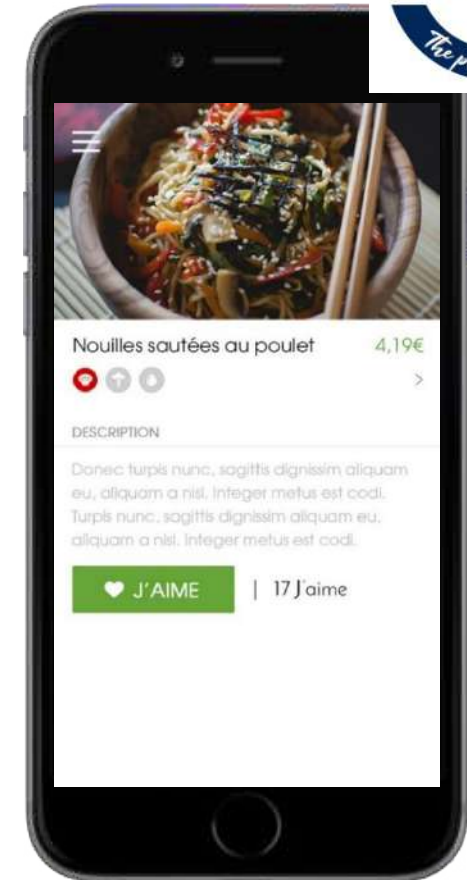 The
Nouilles sautées au poulet 4,19€
DESCRIPTION
Donec turpis nunc, sagittis dignissim aliquam
eu, aliquam a nisl. Integer metus est codi.
Turpis nunc, sagittis dignissim aliquam eu,
aliquam a nisl. Integer metus est codi.
J'AIME | 17 J'aime